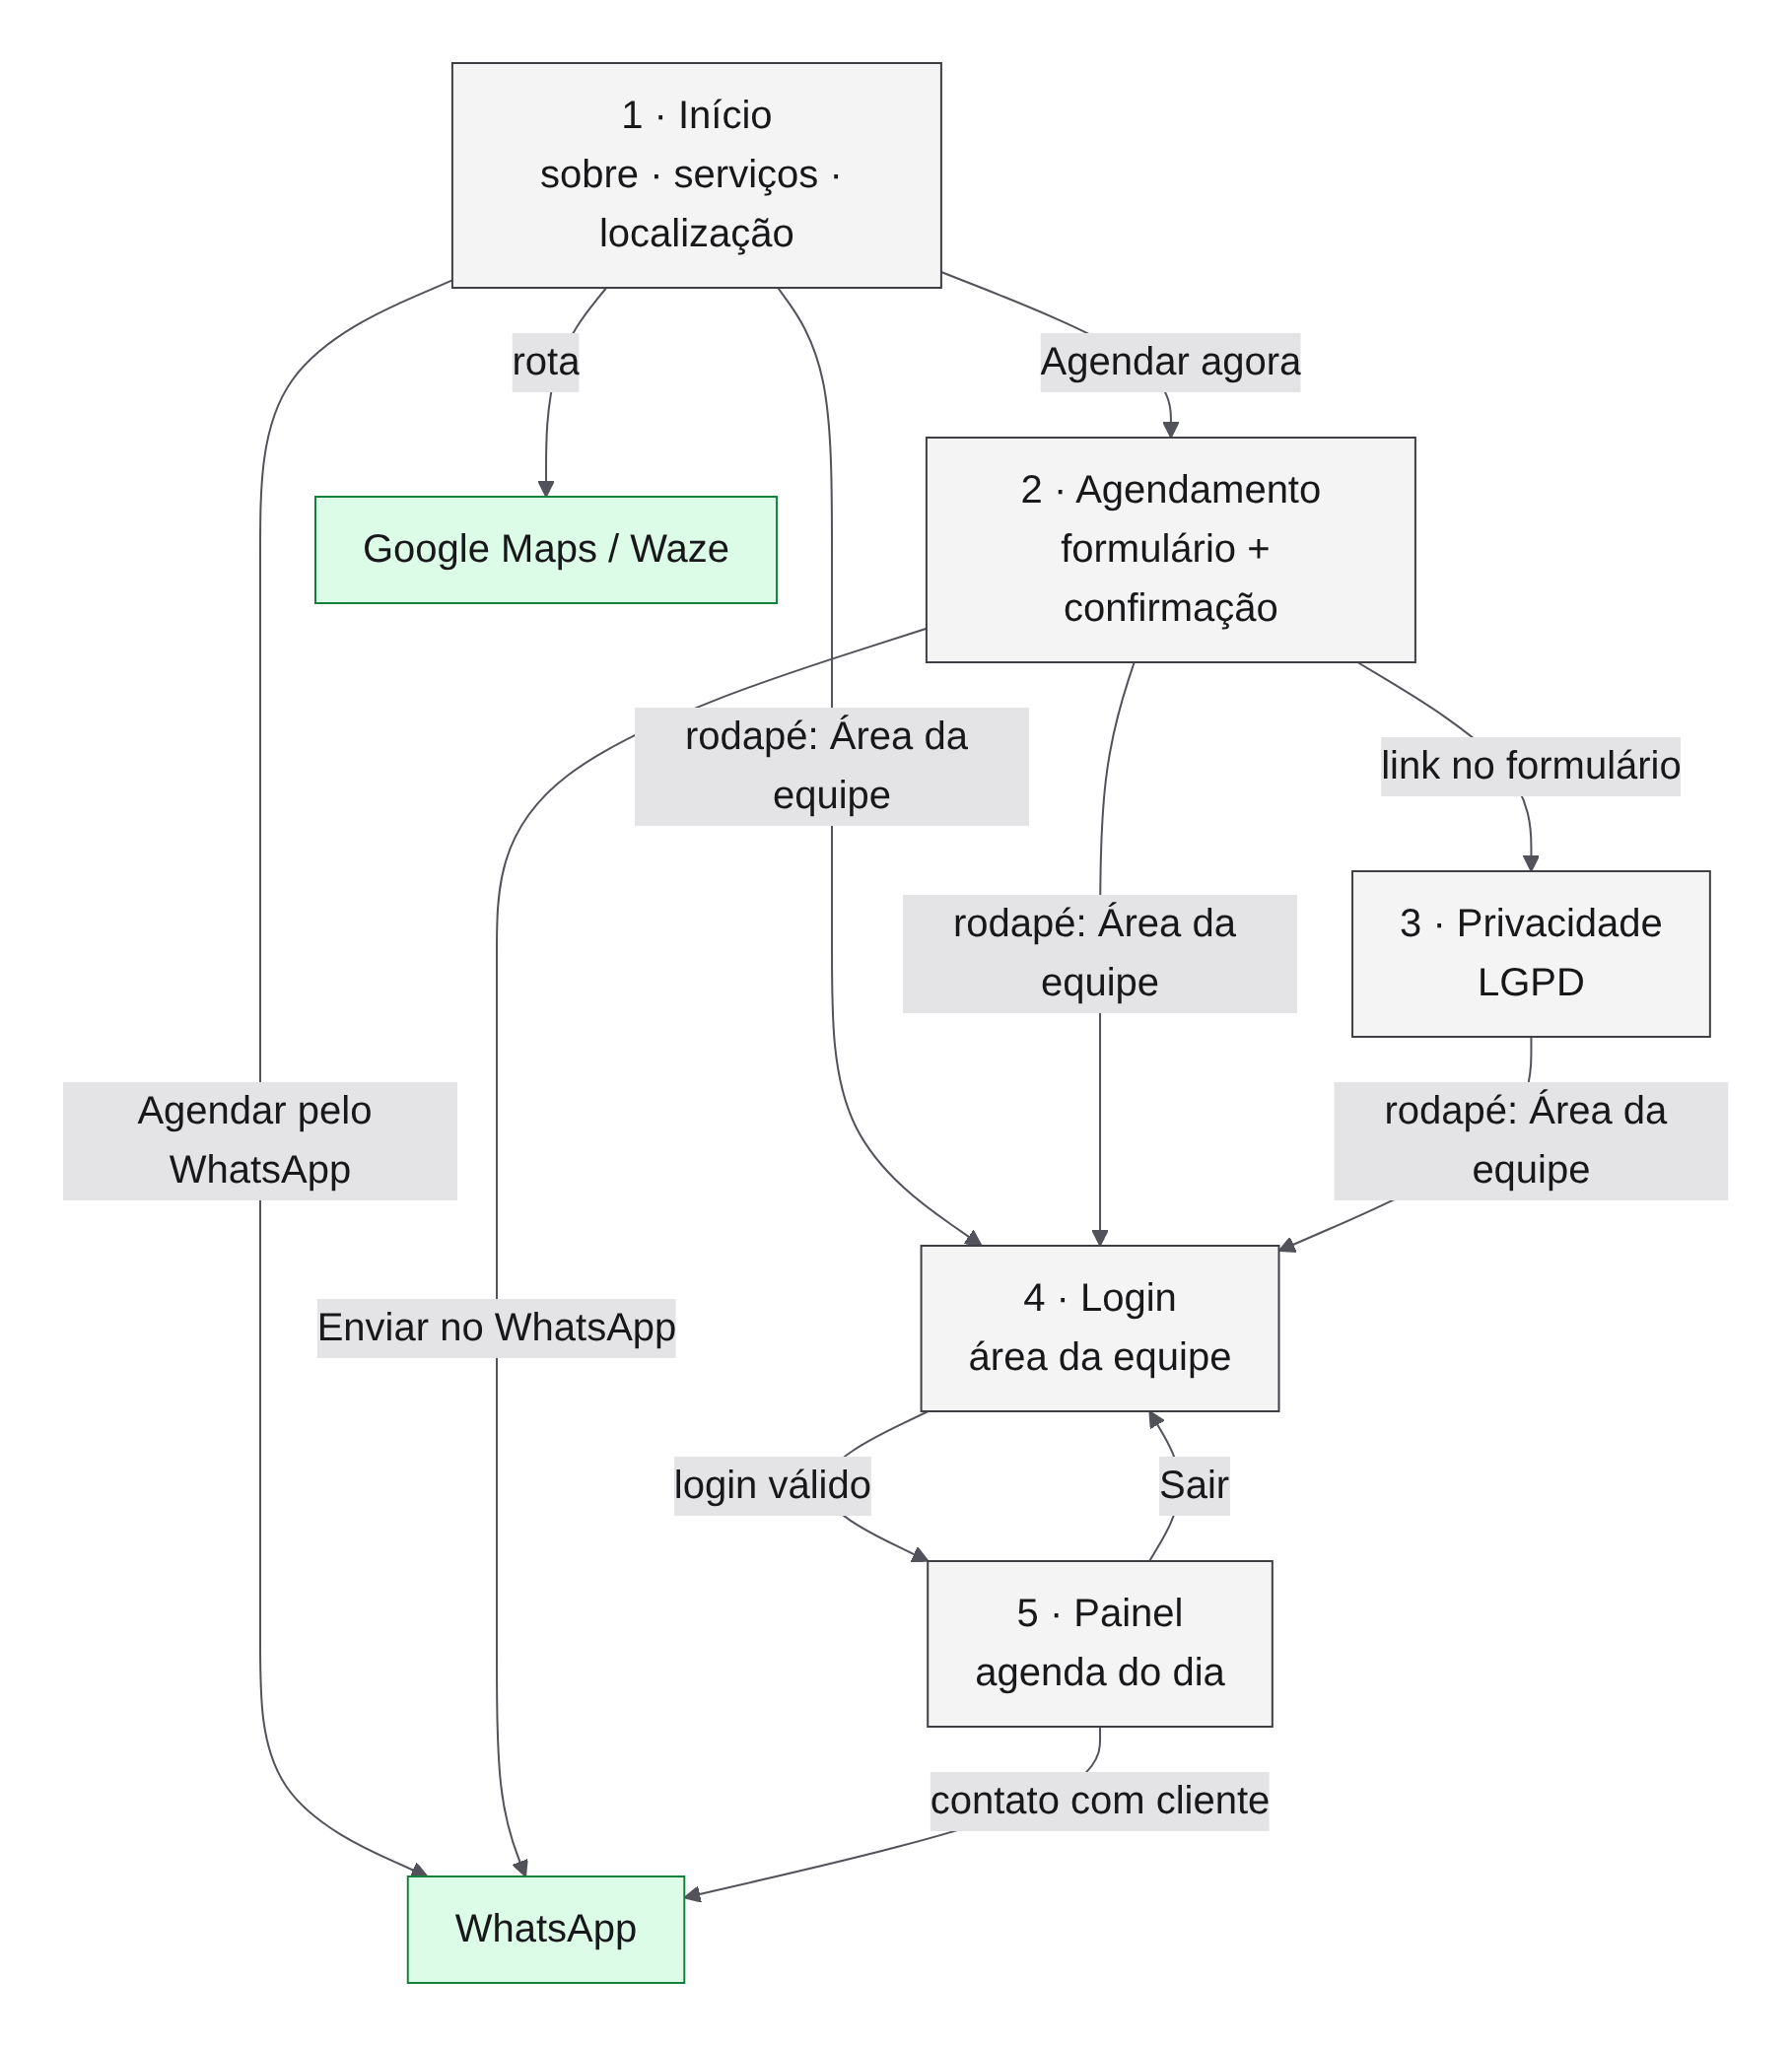 1 · Início
sobre · serviços ·
localização
rota
Agendar agora
2 · Agendamento
formulário +
confirmação
Google Maps / Waze
rodapé: Área da
equipe
link no formulário
rodapé: Área da
equipe
3 · Privacidade
LGPD
Agendar pelo
WhatsApp
rodapé: Área da
equipe
4 · Login
área da equipe
Enviar no WhatsApp
login válido
Sair
5 · Painel
agenda do dia
contato com cliente
WhatsApp